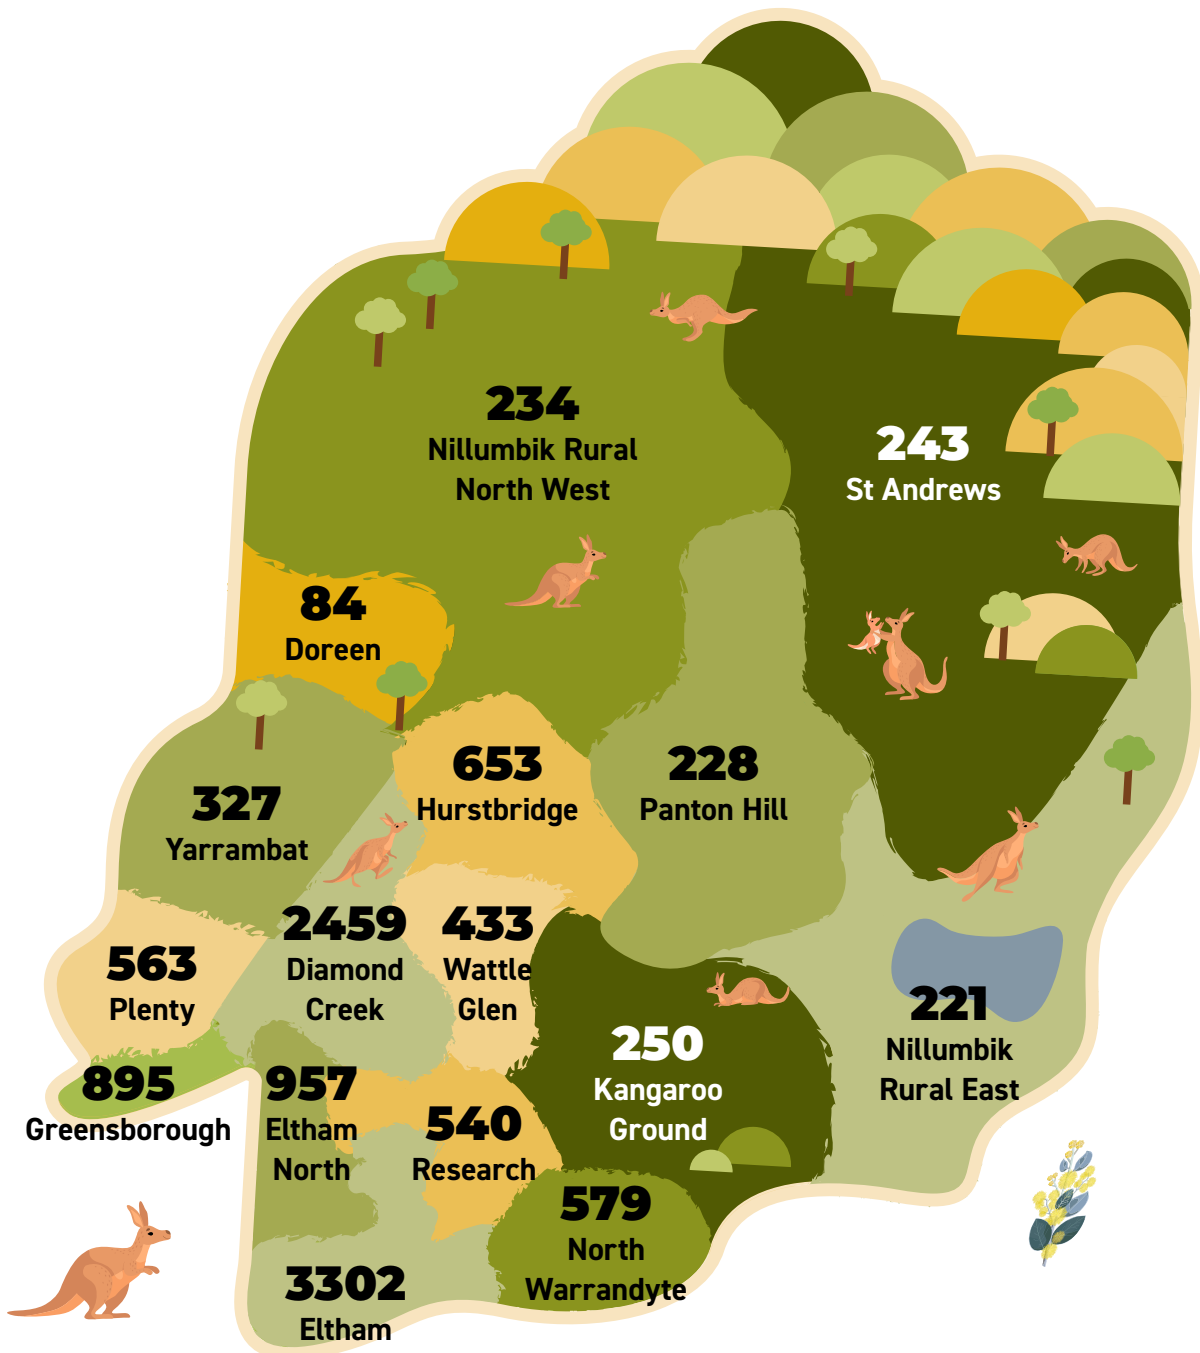 234
Nillumbik Rural
North West
243
St Andrews
84
Doreen
653
Hurstbridge
228
Panton Hill
327
Yarrambat
2459
Diamond
Creek
433
Wattle
Glen
563
Plenty
221
Nillumbik
Rural East
250
Kangaroo
Ground
895
Greensborough
957
Eltham
North
540
Research
579
North
Warrandyte
3302
Eltham